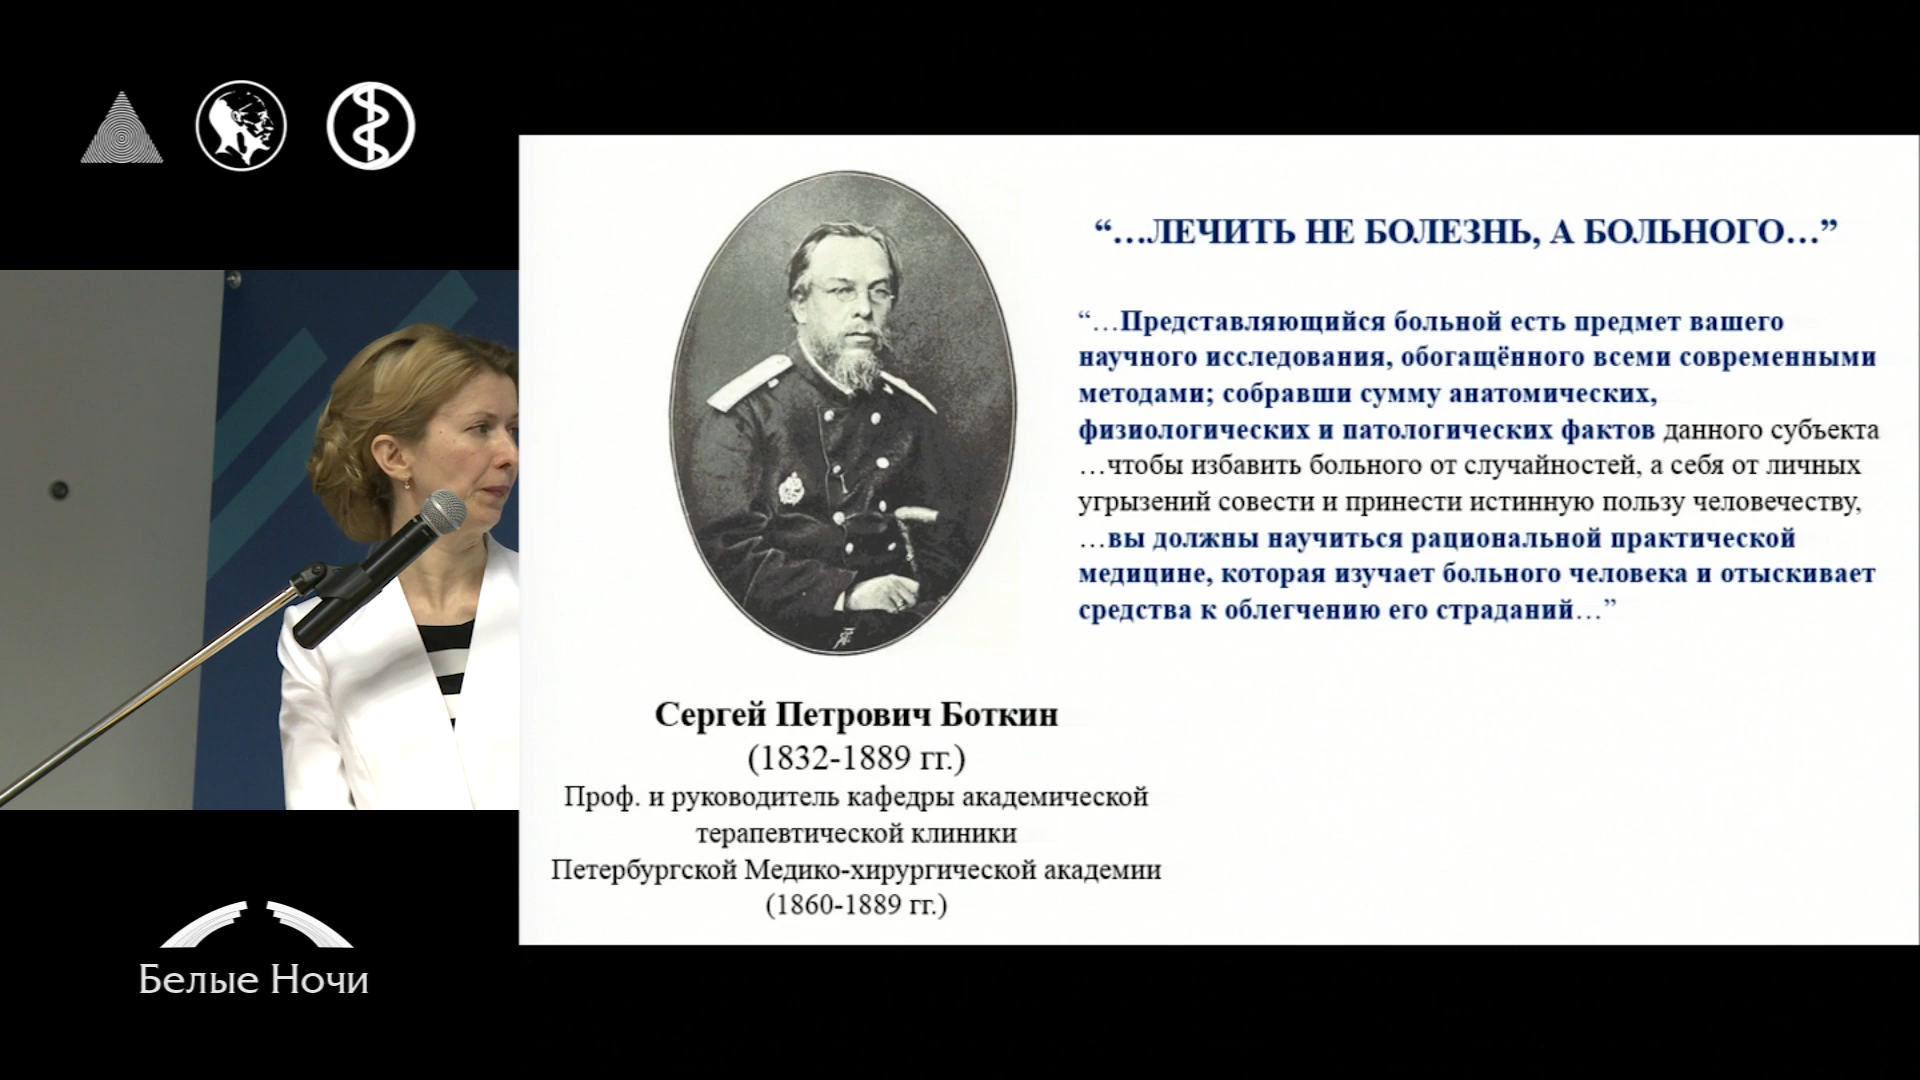 “…ЛЕЧИТЬ НЕ БОЛЕЗНЬ, А БОЛЬНОГО…”
“…Представляющийся больной есть предмет вашего
научного исследования, обогащённого всеми современными
методами; собравши сумму анатомических,
физиологических и патологических фактов данного субъекта
…чтобы избавить больного от случайностей, а себя от личных
угрызений совести и принести истинную пользу человечеству,
…вы должны научиться рациональной практической
медицине, которая изучает больного человека и отыскивает
средства к облегчению его страданий…”
Сергей Петрович Боткин
(1832-1889 гг.)
Проф. и руководитель кафедры академической
терапевтической клиники
Петербургской Медико-хирургической академии
(1860-1889 гг.)
Белые Ночи